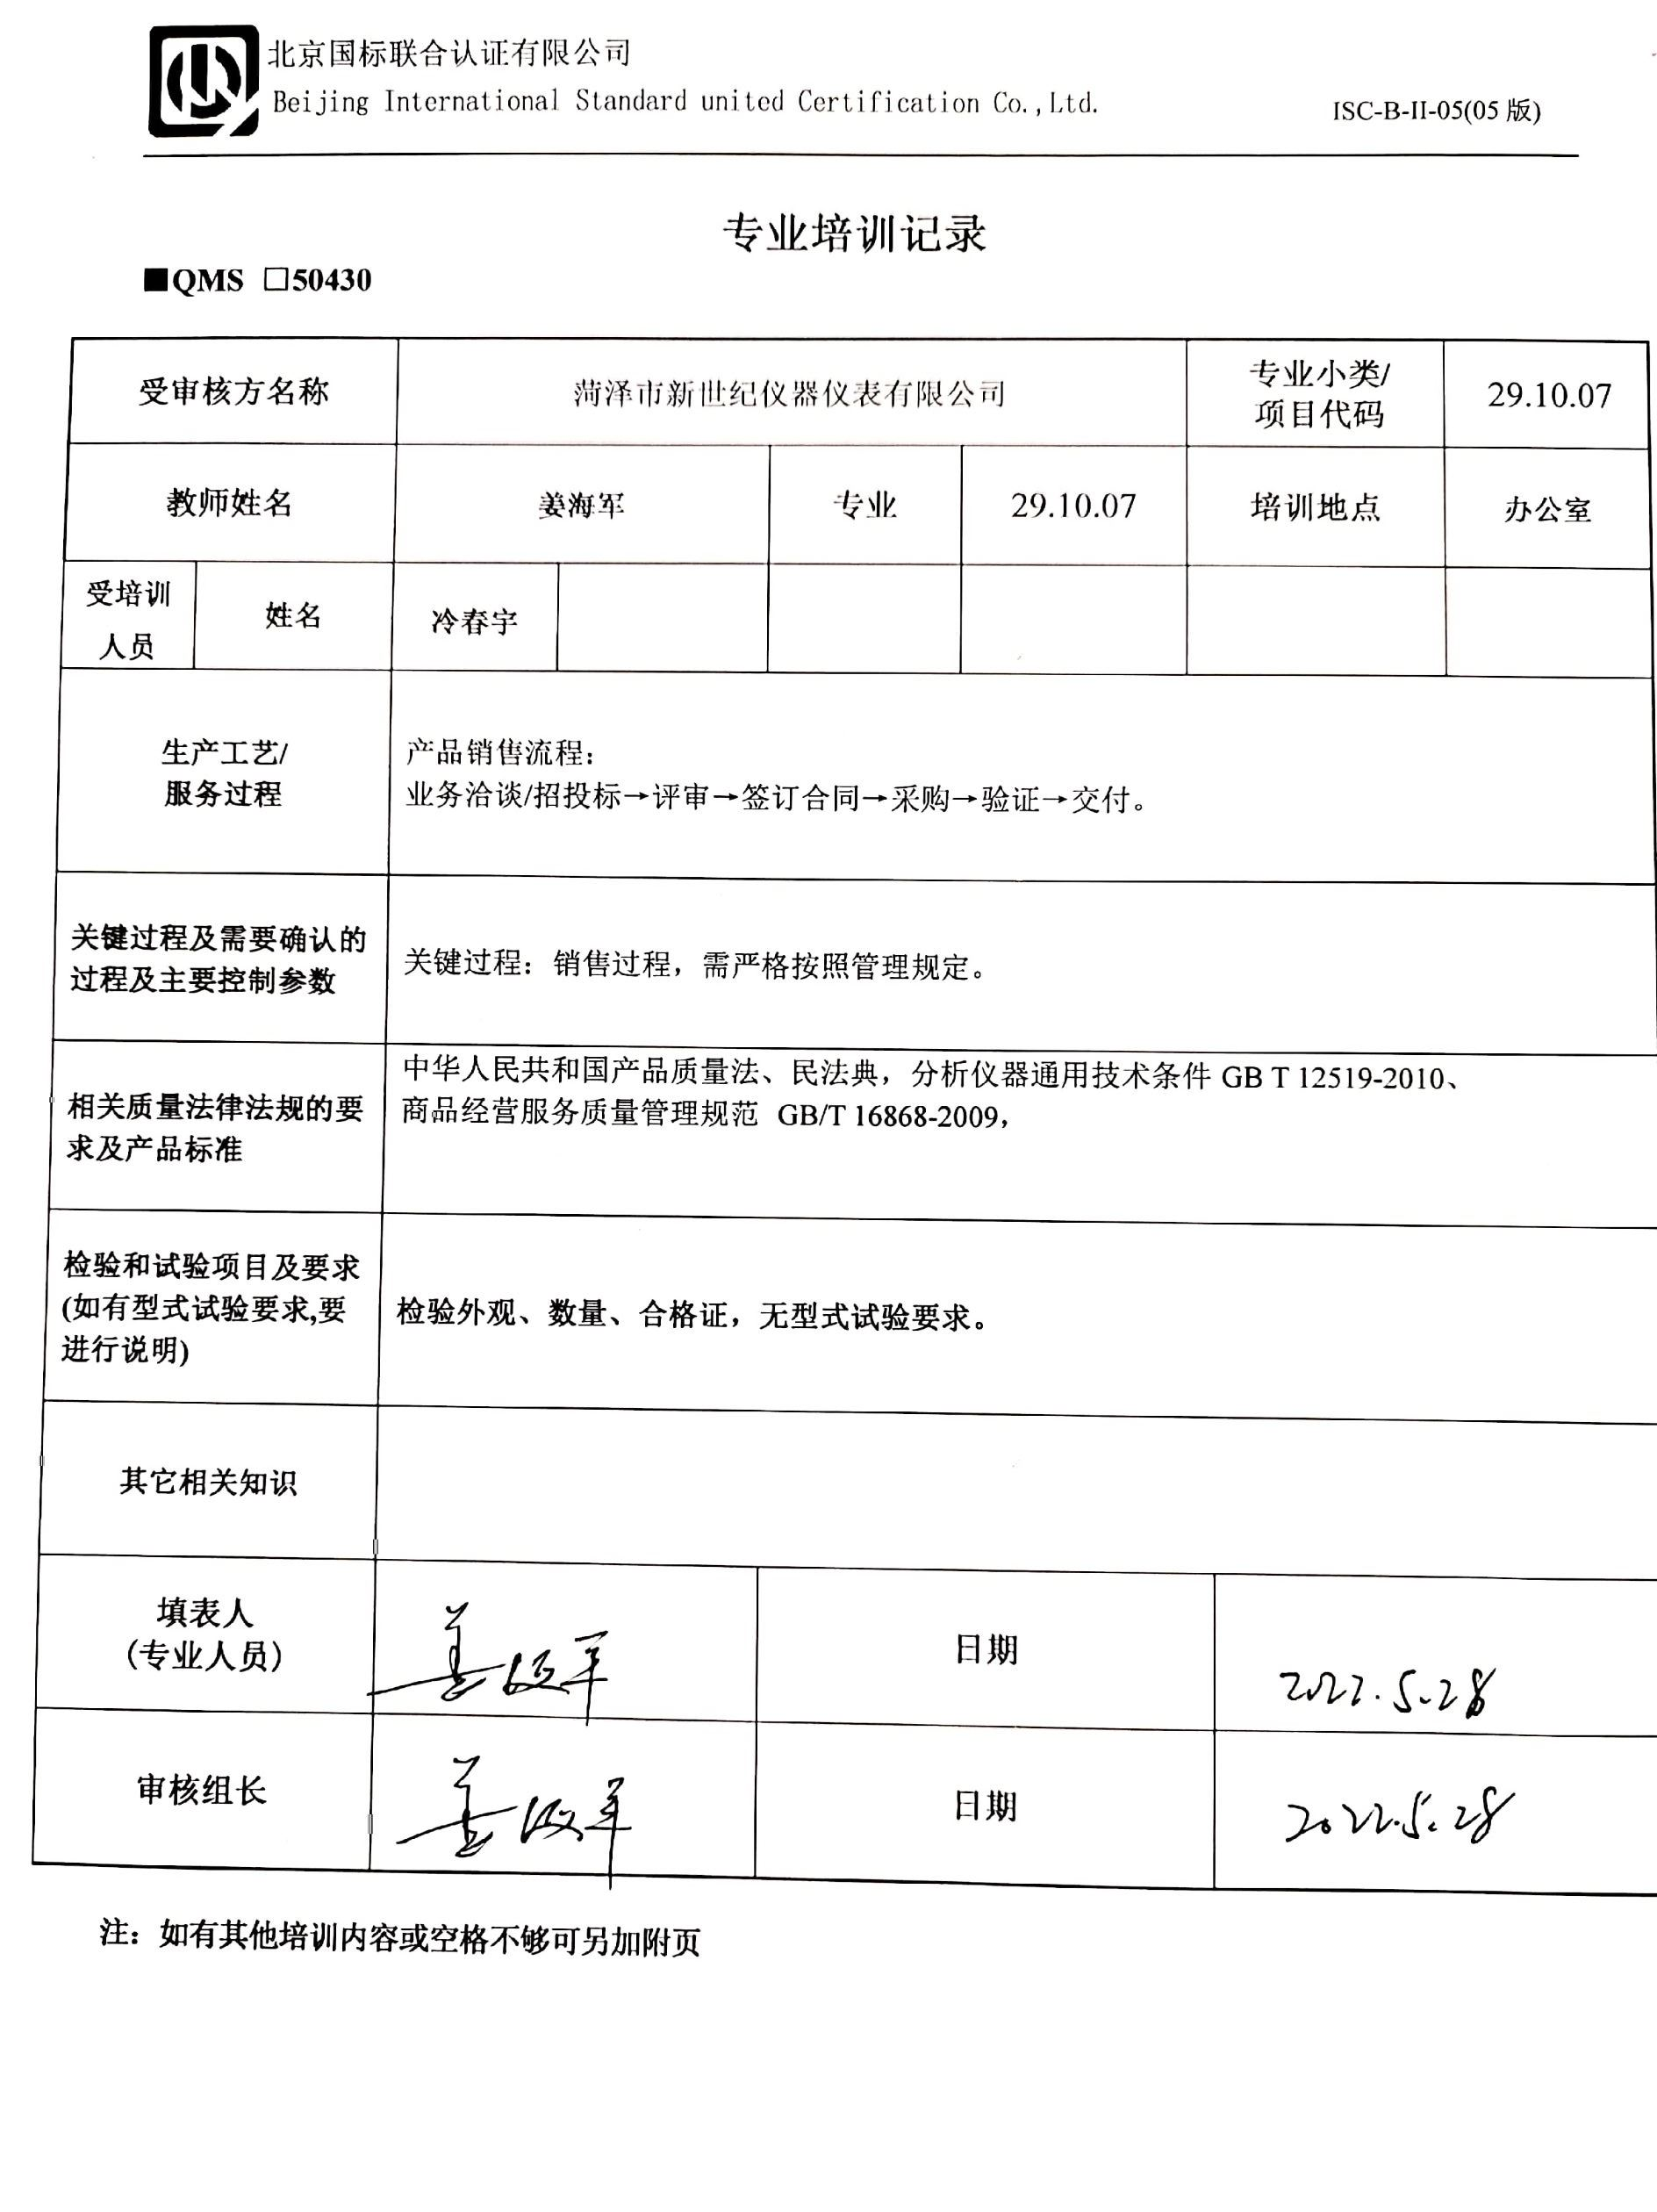 北京国标联合认证有限公司
Beijing International Standard united Certification Co.,Ltd.
ISC-B-II-05(05 版)
专业培训记录
■QMS □50430
受审核方名称
菏泽市新世纪仪器仪表有限公司
专业小类/
项目代码
29.10.07
教师姓名
姜海军
专业
29.10.07
培训地点
办公室
受培训
人员
姓名
冷春宇
生产工艺/
服务过程
产品销售流程：
业务洽谈/招投标→评审→签订合同→采购→验证→交付。
关键过程及需要确认的
过程及主要控制参数
关键过程：销售过程，需严格按照管理规定。
相关质量法律法规的要
求及产品标准
中华人民共和国产品质量法、民法典，分析仪器通用技术条件 GB T 12519-2010、
商品经营服务质量管理规范 GB/T 16868-2009，
检验和试验项目及要求
(如有型式试验要求,要
进行说明)
检验外观、数量、合格证，无型式试验要求。
其它相关知识
填表人
（专业人员）
姜海军
日期
2022.5.28
审核组长
姜海军
日期
2022.5.28
注：如有其他培训内容或空格不够可另加附页